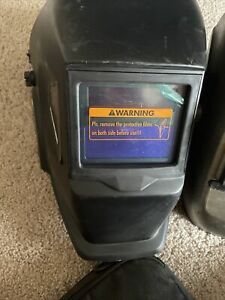 ⚠WARNING
Pls. remove the protective films
on both side before use!!!